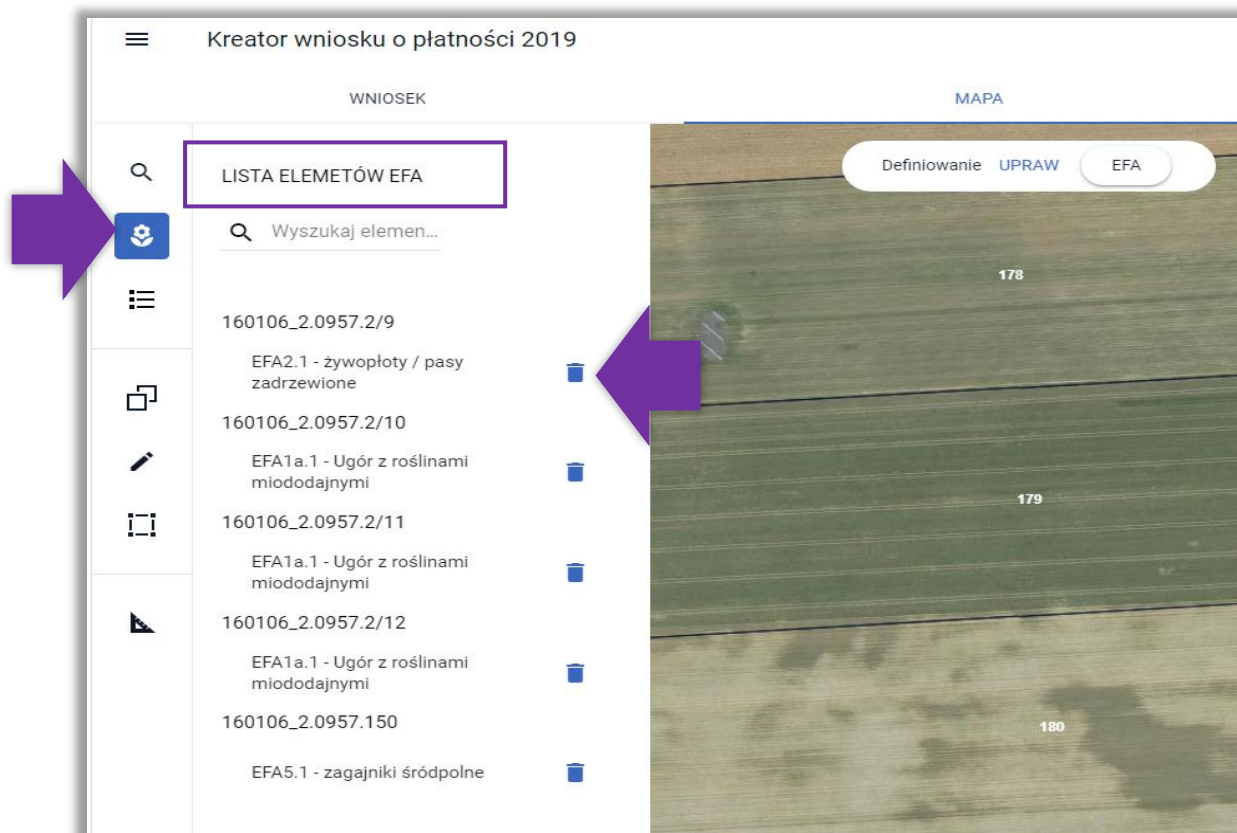 Kreator wniosku o płatności 2019
WNIOSEK
MAPA
LISTA ELEMETÓW EFA
Definiowanie UPRAW EFA
Wyszukaj elemen...
178
160106_2.0957.2/9
EFA2.1 - żywopłoty / pasy
zadrzewione
160106_2.0957.2/10
EFA1a.1 - Ugór z roślinami
miododajnymi
179
160106_2.0957.2/11
EFA1a.1 - Ugór z roślinami
miododajnymi
160106_2.0957.2/12
EFA1a.1 - Ugór z roślinami
miododajnymi
160106_2.0957.150
180
EFA5.1 - zagajniki śródpolne